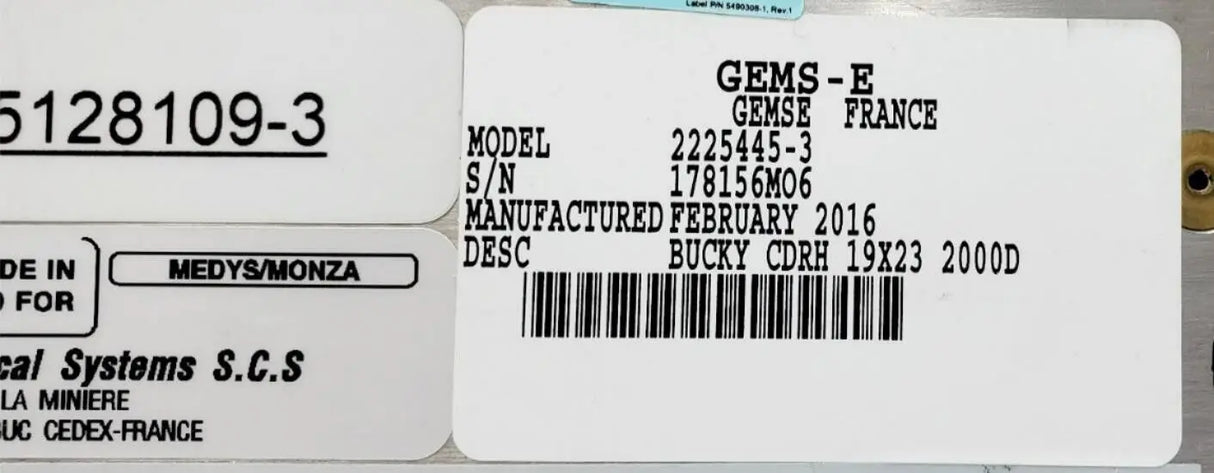 Label P/N 5490308-1, Rev.1
5128109-3
DE IN
FOR
MEDYS/MONZA
cal Systems S.C.S
LA MINIERE
BUC CEDEX-FRANCE
GEMS-E
GEMSE FRANCE
MODEL 2225445-3
S/N 178156M06
MANUFACTURED FEBRUARY 2016
DESC BUCKY CDRH 19X23 2000D